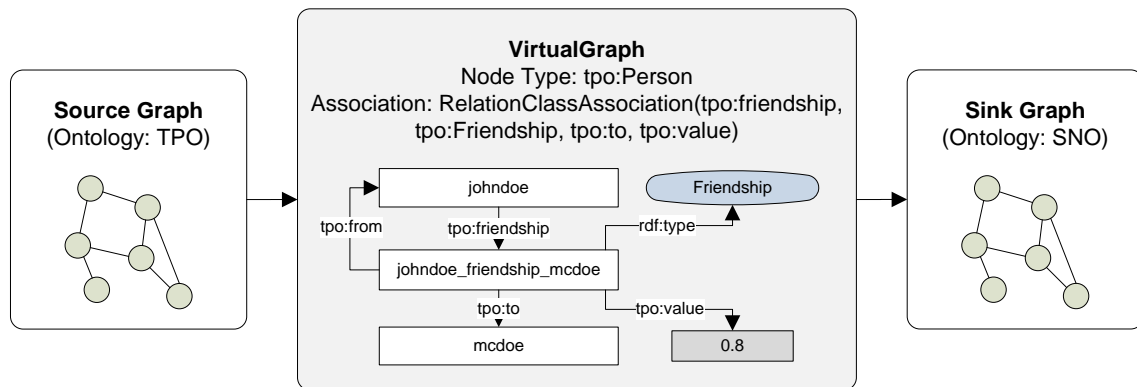 Source Graph
(Ontology: TPO)
VirtualGraph
Node Type: tpo:Person
Association: RelationClassAssociation(tpo:friendship,
tpo:Friendship, tpo:to, tpo:value)
johndoe
Friendship
tpo:from
tpo:friendship
rdf:type
johndoe_friendship_mcdoe
tpo:to
tpo:value
mcdoe
0.8
Sink Graph
(Ontology: SNO)